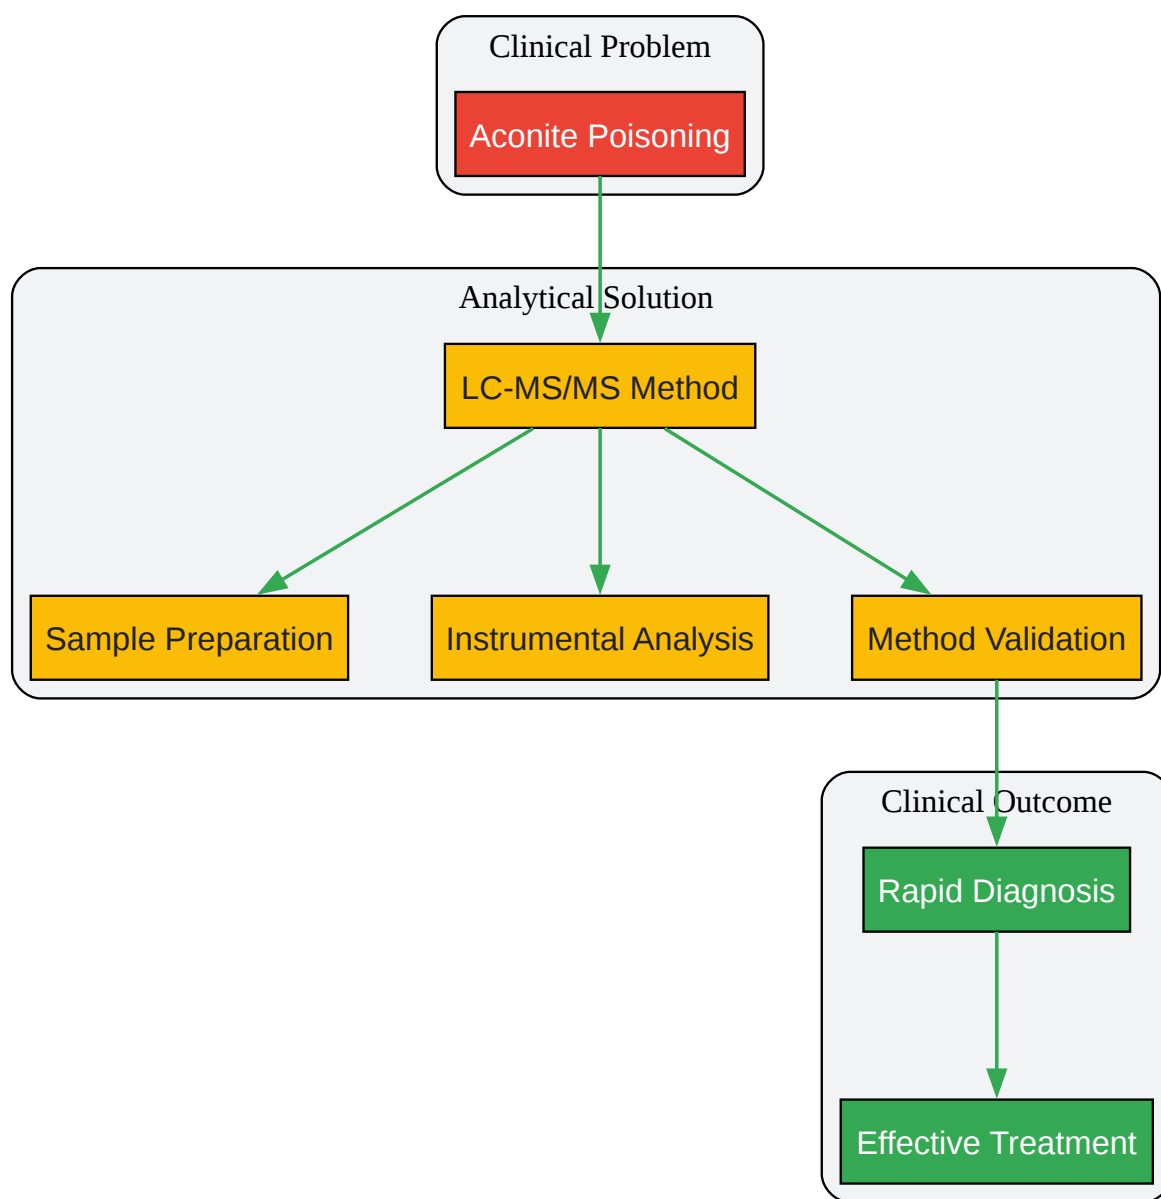 Clinical Problem
Aconite Poisoning
Analytical Solution
LC-MS/MS Method
Sample Preparation
Instrumental Analysis
Method Validation
Clinical Outcome
Rapid Diagnosis
Effective Treatment